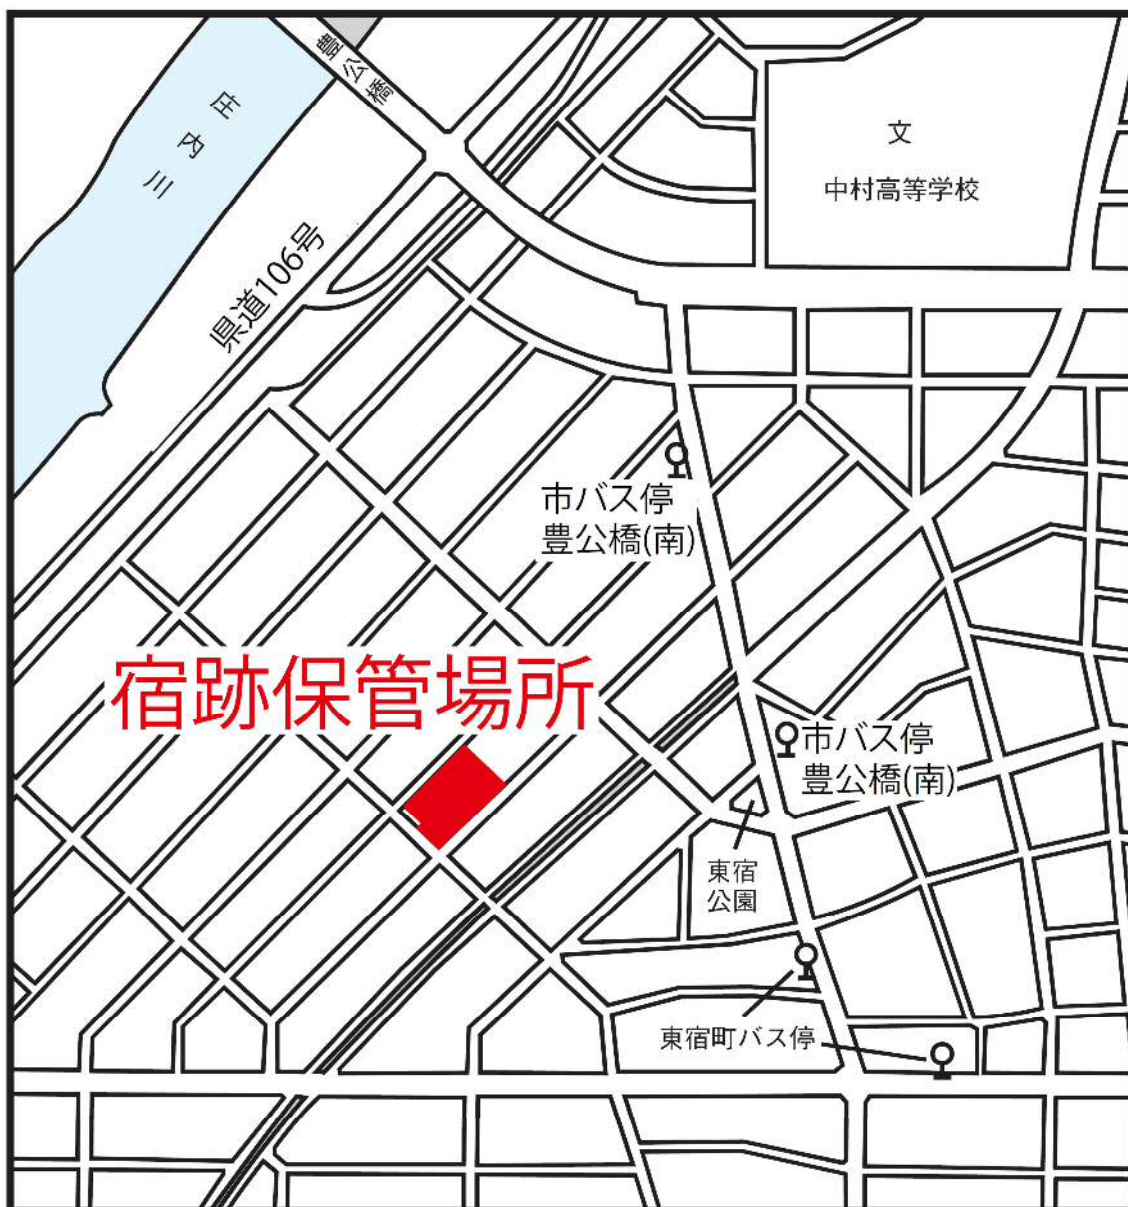 豊公橋
庄内川
文
中村高等学校
県道106号
市バス停
豊公橋(南)
宿跡保管場所
市バス停
豊公橋(南)
東宿
公園
東宿町バス停